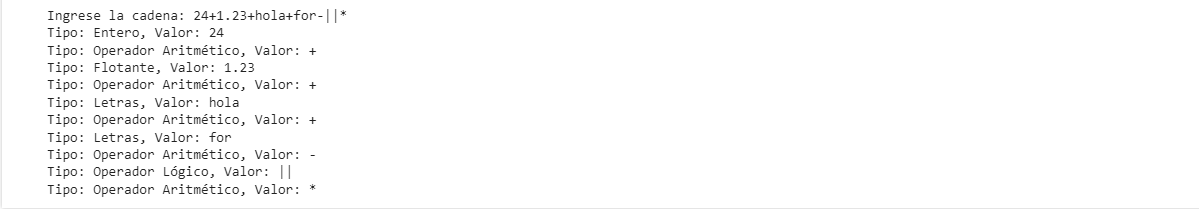 Ingrese la cadena: 24+1.23+hola+for-||*
Tipo: Entero, Valor: 24
Tipo: Operador Aritmético, Valor: +
Tipo: Flotante, Valor: 1.23
Tipo: Operador Aritmético, Valor: +
Tipo: Letras, Valor: hola
Tipo: Operador Aritmético, Valor: +
Tipo: Letras, Valor: for
Tipo: Operador Aritmético, Valor: -
Tipo: Operador Lógico, Valor: ||
Tipo: Operador Aritmético, Valor: *